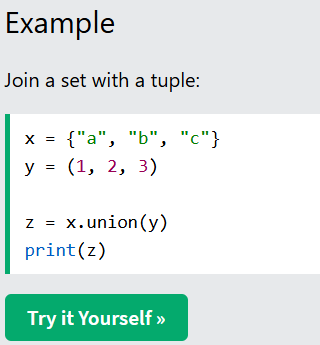 Example
Join a set with a tuple:
x = {"a", "b", "c"}
y = (1, 2, 3)
z = x.union(y)
print(z)
Try it Yourself »